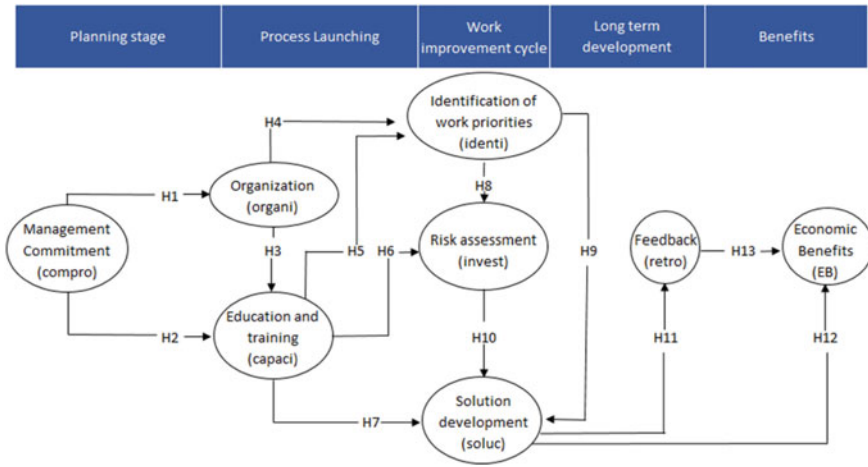 Planning stage
Process Launching
Work
improvement cycle
Long term
development
Benefits
Identification of
work priorities
(identi)
H4
Organization
(organi)
H1
H8
Management
Commitment
(compro)
H3
H5
H6
Risk assessment
(invest)
H9
Feedback
(retro)
H13
Economic
Benefits
(EB)
Education and
training
(capaci)
H2
H10
H11
H12
H7
Solution
development
(soluc)